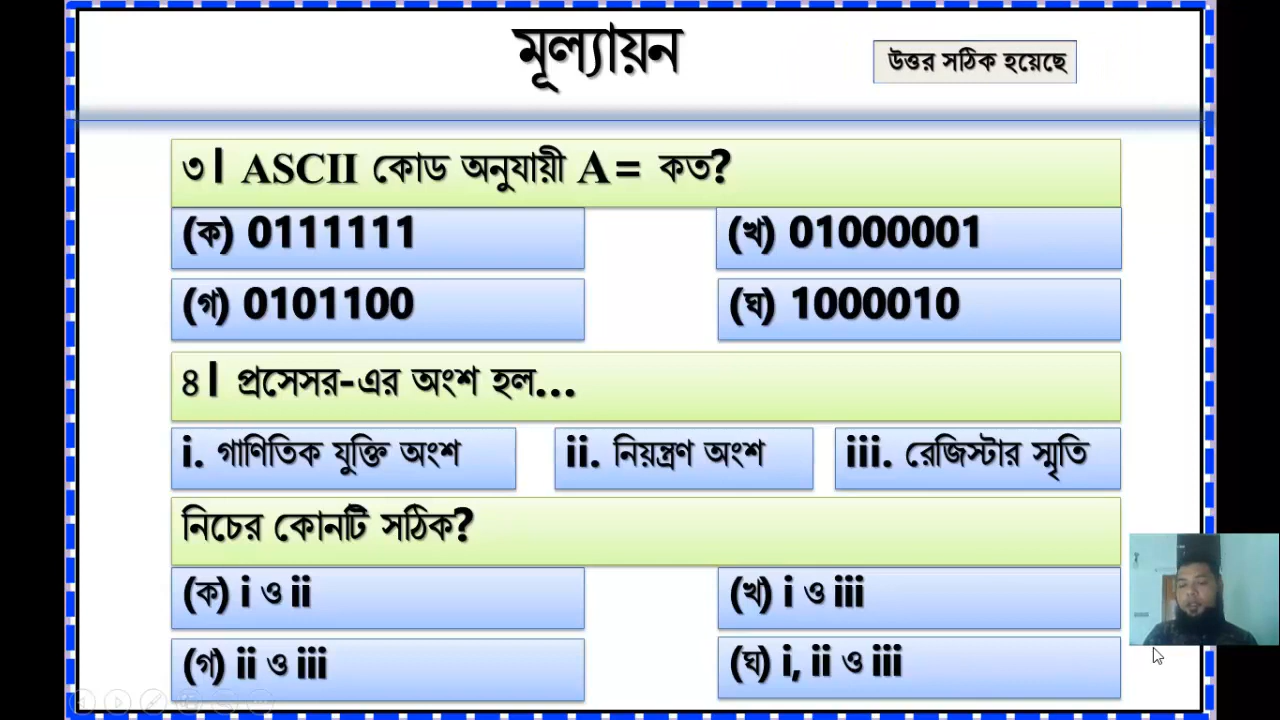 মূল্যায়ন
উত্তর সঠিক হয়েছে
৩। ASCII কোড অনুযায়ী A= কত?
(ক) 0111111
(খ) 01000001
(গ) 0101100
(ঘ) 1000010
৪। প্রসেসর-এর অংশ হল...
i. গাণিতিক যুক্তি অংশ
ii. নিয়ন্ত্রণ অংশ
iii. রেজিস্টার স্মৃতি
নিচের কোনটি সঠিক?
(ক) i ও ii
(খ) i ও iii
(গ) ii ও iii
(ঘ) i, ii ও iii